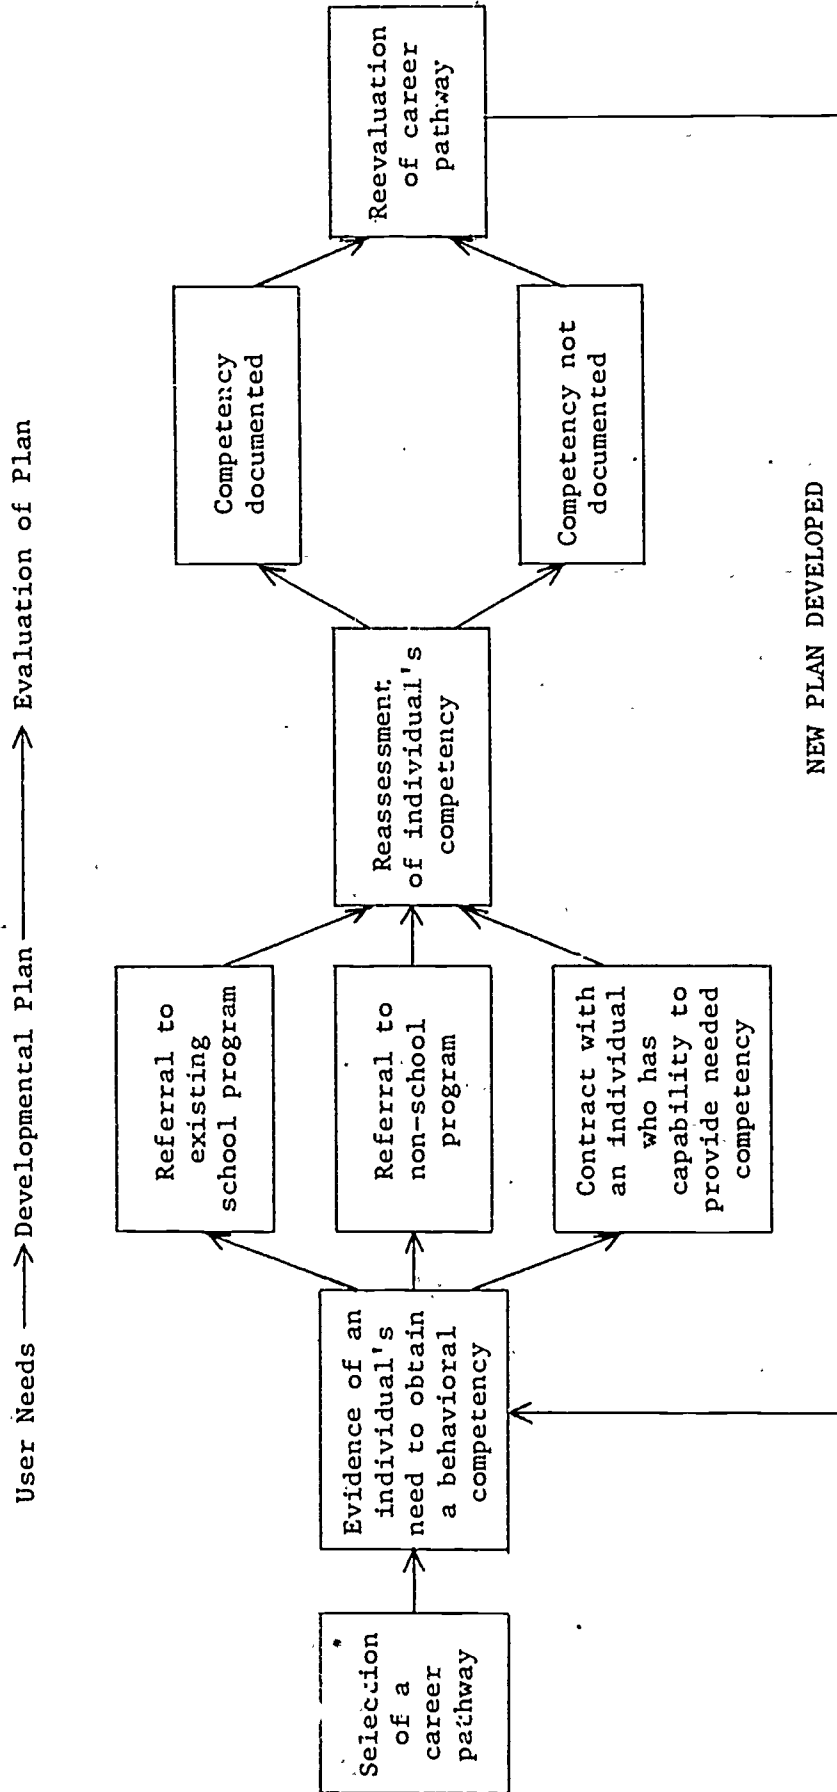 User Needs → Developmental Plan → Evaluation of Plan
Selection
of a
career
pathway
Evidence of an
individual's
need to obtain
a behavioral
competency
Referral to
existing
school program
Referral to
non-school
program
Contract with
an individual
who has
capability to
provide needed
competency
Reassessment
of individual's
competency
Competency
documented
Competency not
documented
Reevaluation
of career
pathway
NEW PLAN DEVELOPED